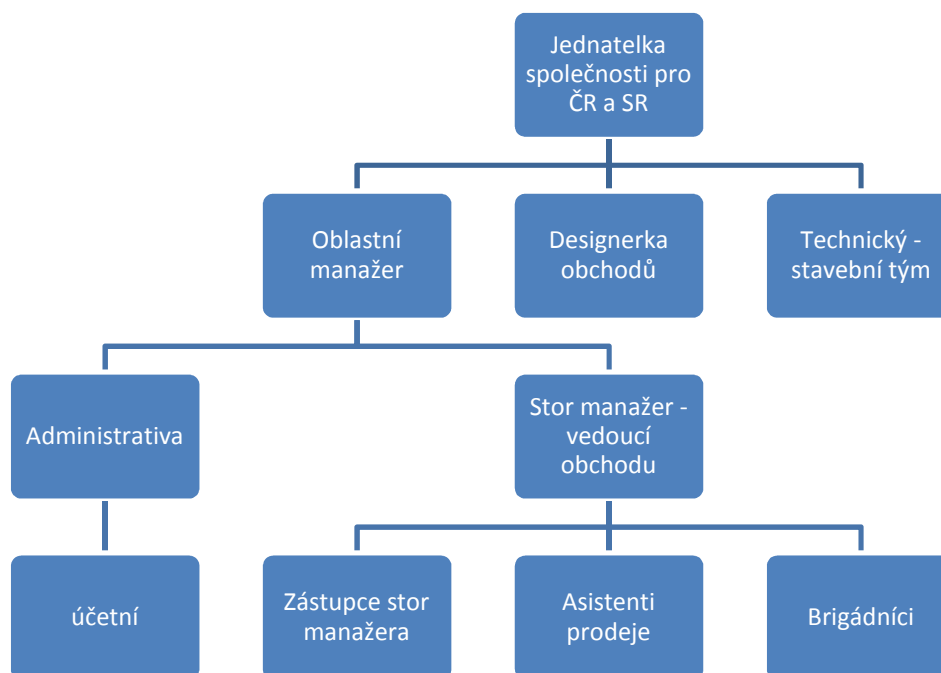 Jednatelka
společnosti pro
ČR a SR
Oblastní
manažer
Designerka
obchodů
Technický -
stavební tým
Administrativa
Stor manažer -
vedoucí
obchodu
účetní
Zástupce stor
manažera
Asistenti
prodeje
Brigádníci